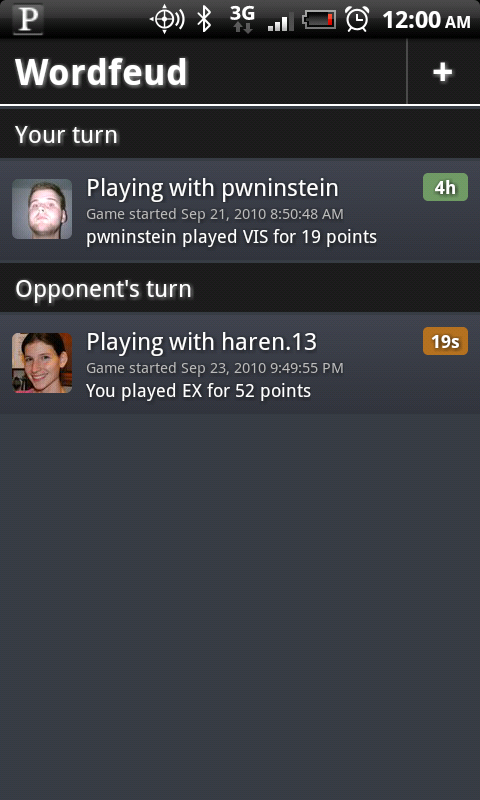 P 3G 12:00 AM
Wordfeud +
Your turn
Playing with pwninstein 4h
Game started Sep 21, 2010 8:50:48 AM
pwninstein played VIS for 19 points
Opponent's turn
Playing with haren.13 19s
Game started Sep 23, 2010 9:49:55 PM
You played EX for 52 points